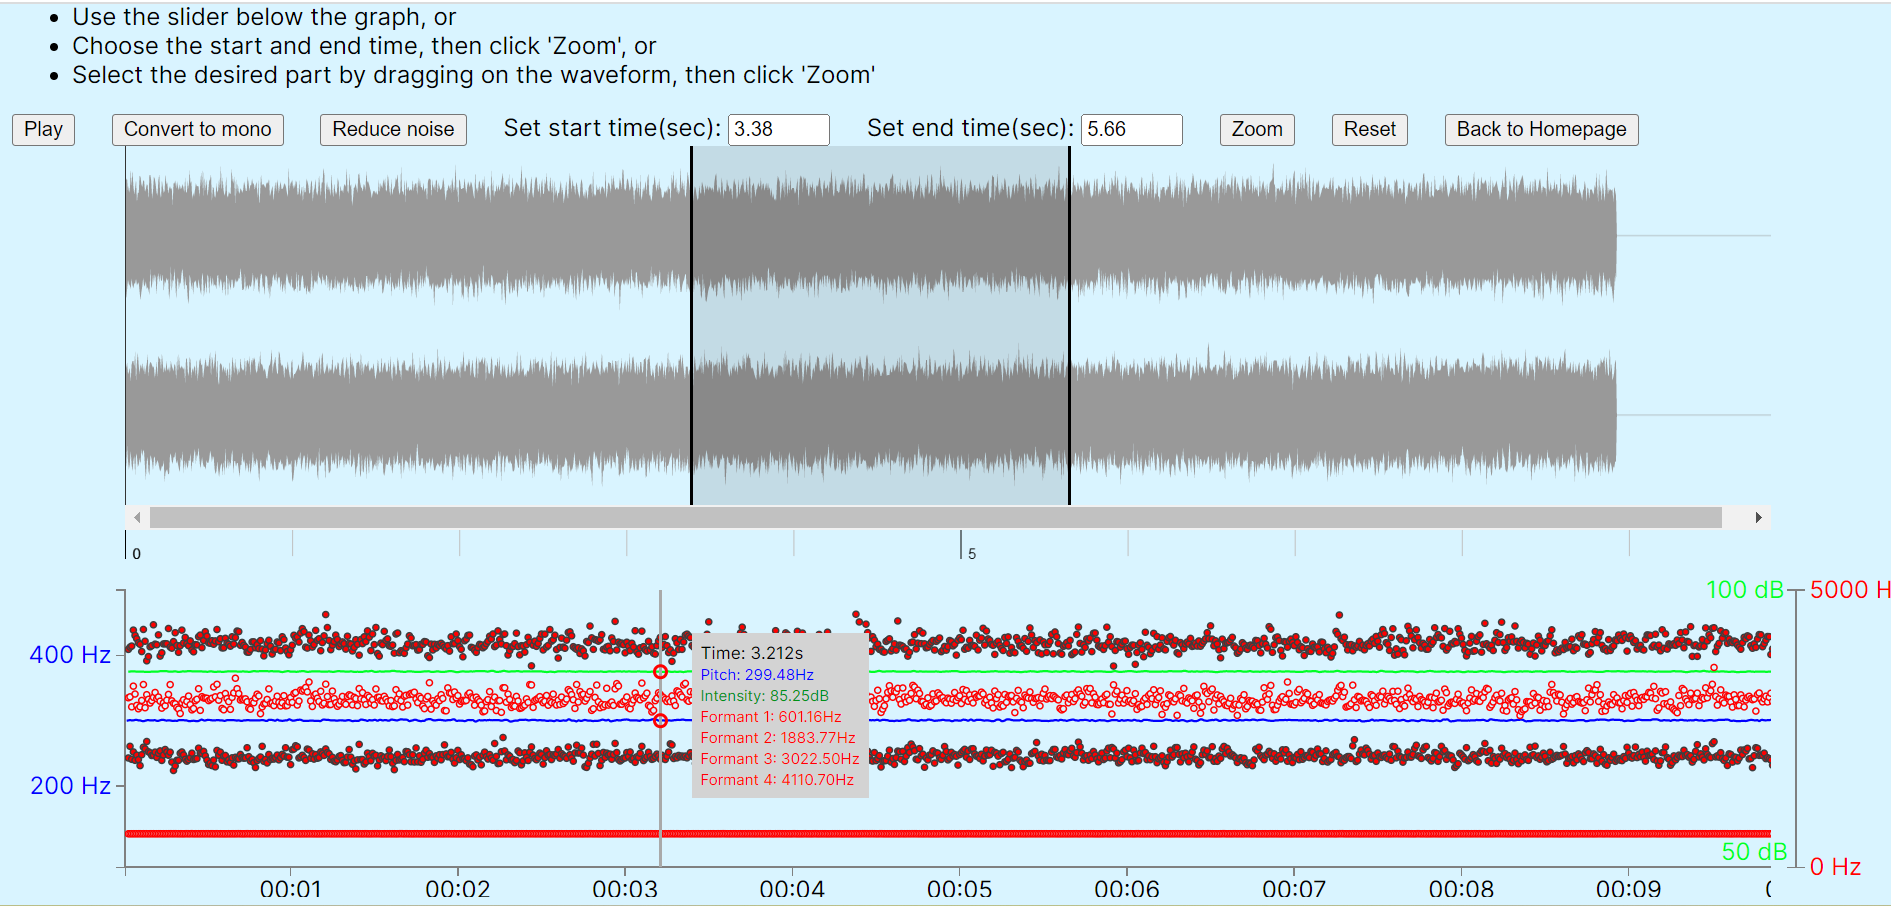 Use the slider below the graph, or
Choose the start and end time, then click 'Zoom', or
Select the desired part by dragging on the waveform, then click 'Zoom'
Play Convert to mono Reduce noise Set start time(sec): 3.38 Set end time(sec): 5.66 Zoom Reset Back to Homepage
0 5
100 dB 5000 H
400 Hz
Time: 3.212s
Pitch: 299.48Hz
Intensity: 85.25dB
Formant 1: 601.16Hz
Formant 2: 1883.77Hz
Formant 3: 3022.50Hz
Formant 4: 4110.70Hz
200 Hz
50 dB
0 Hz
00:01 00:02 00:03 00:04 00:05 00:06 00:07 00:08 00:09